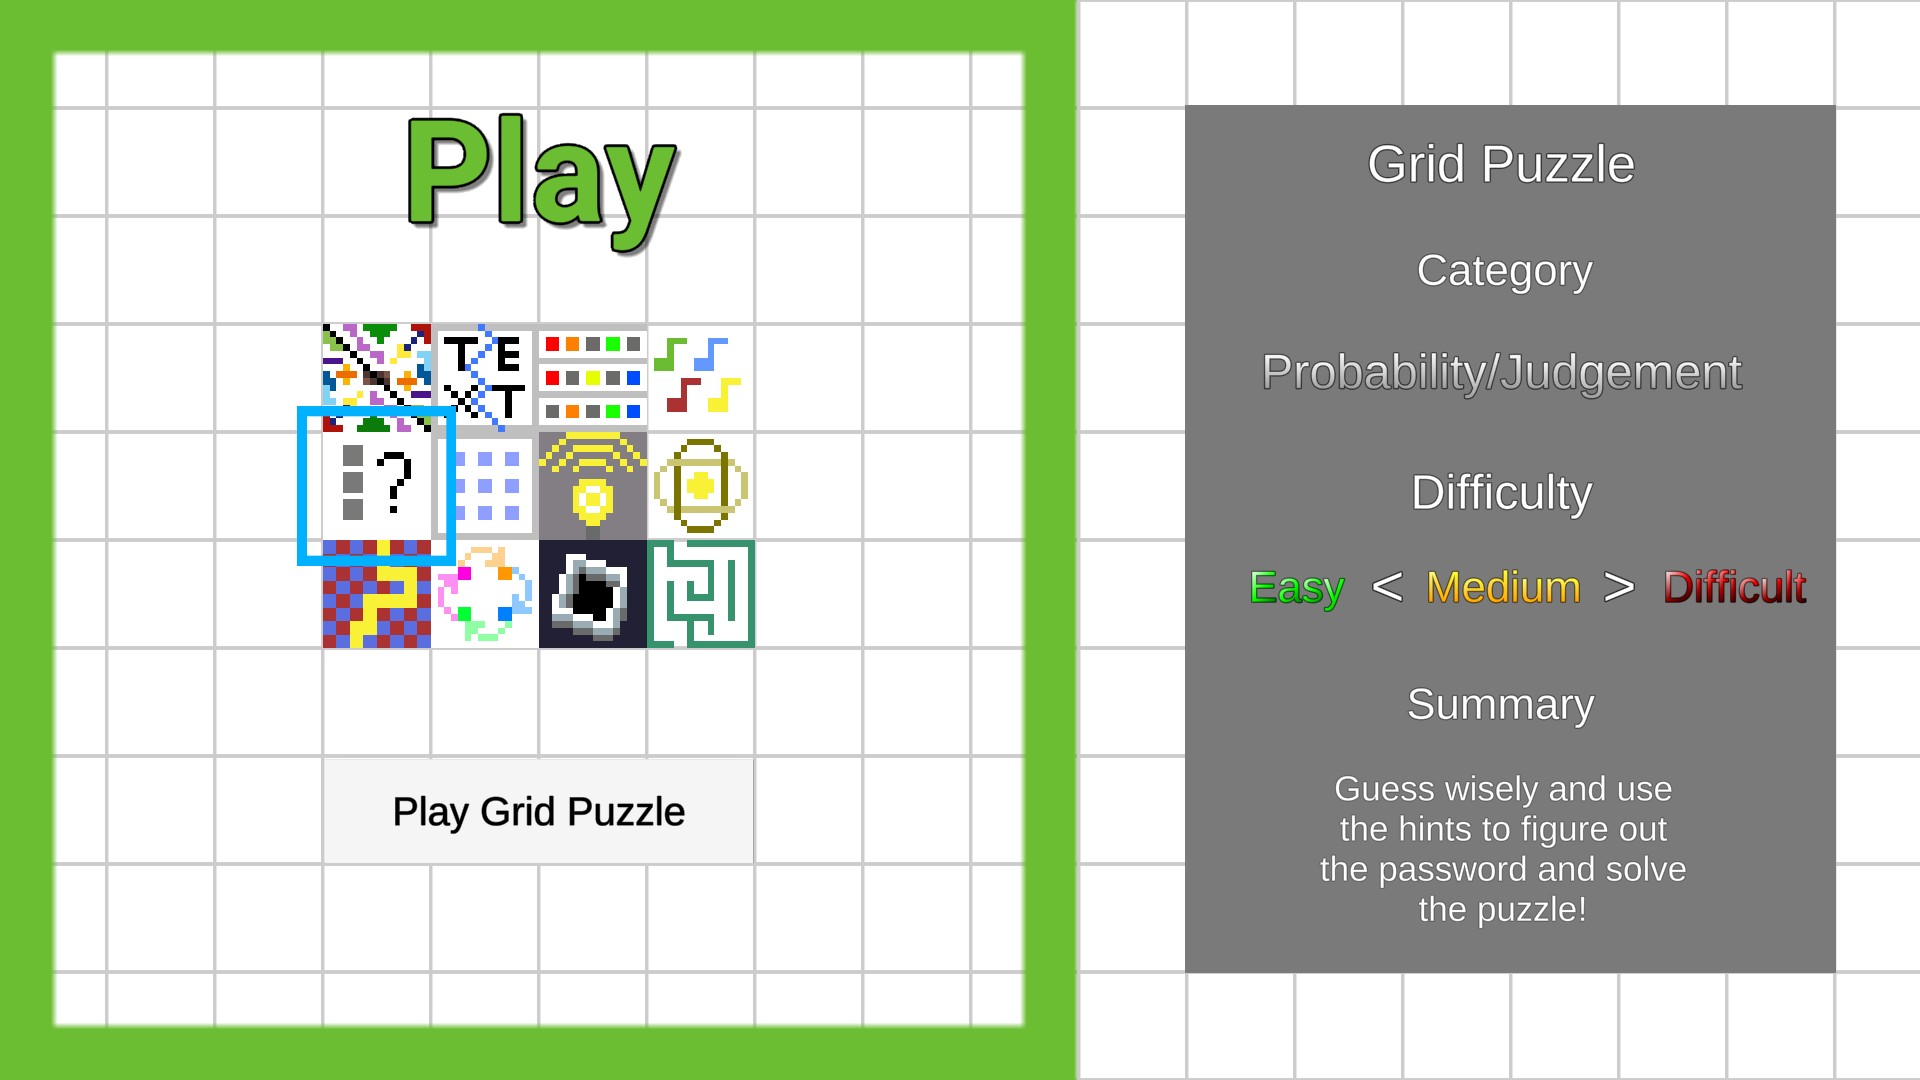 Play
T E
X T
?
Play Grid Puzzle
Grid Puzzle
Category
Probability/Judgement
Difficulty
Easy < Medium > Difficult
Summary
Guess wisely and use
the hints to figure out
the password and solve
the puzzle!